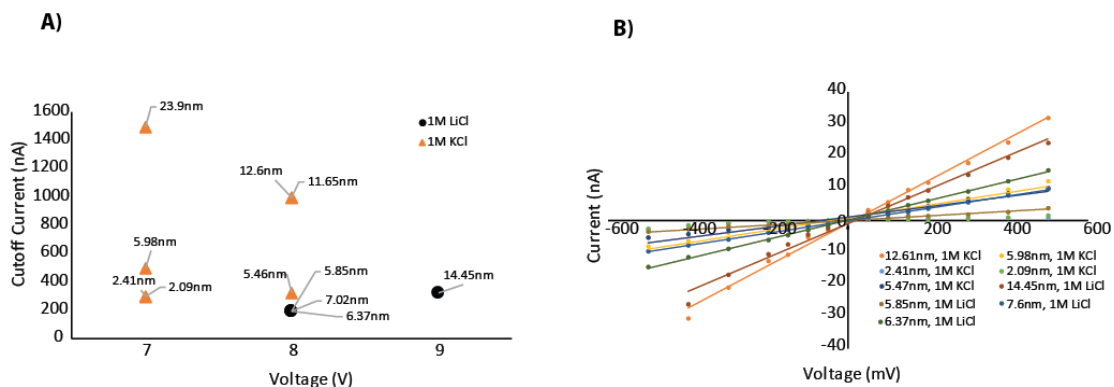 A)
Cutoff Current (nA)
1600
1400
1200
1000
800
600
400
200
0
7
8
9
Voltage (V)
23.9nm
5.98nm
2.41nm
2.09nm
12.6nm
11.65nm
5.46nm
5.85nm
7.02nm
6.37nm
14.45nm
1M LiCl
1M KCl
B)
Current (nA)
40
30
20
10
0
-10
-20
-30
-40
-600
-400
-200
0
200
400
600
Voltage (mV)
12.61nm, 1M KCl
5.98nm, 1M KCl
2.41nm, 1M KCl
2.09nm, 1M KCl
5.47nm, 1M KCl
14.45nm, 1M LiCl
5.85nm, 1M LiCl
7.6nm, 1M LiCl
6.37nm, 1M LiCl